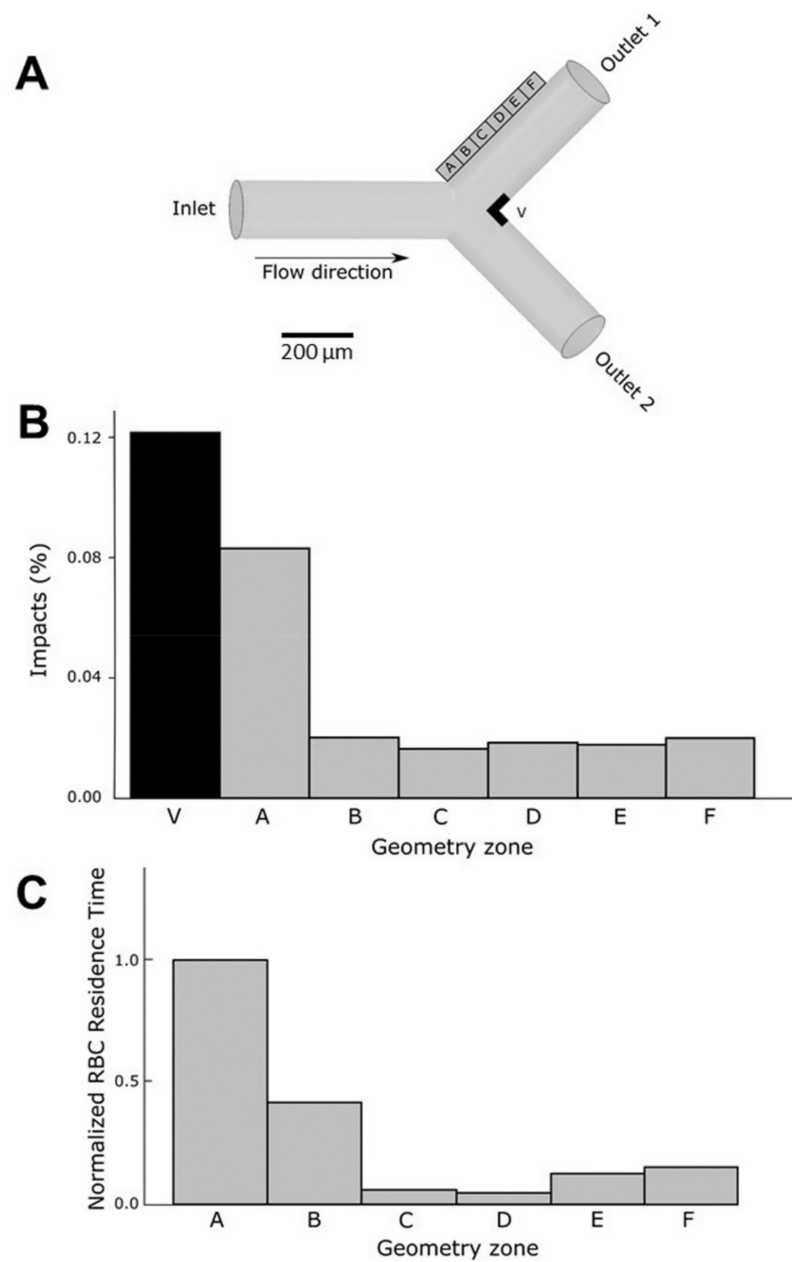 A
Outlet 1
F
E
D
C
B
A
Inlet
V
Flow direction
200 μm
Outlet 2
B
Impacts (%)
0.12
0.08
0.04
0.00
V A B C D E F
Geometry zone
C
Normalized RBC Residence Time
1.0
0.5
0.0
A B C D E F
Geometry zone